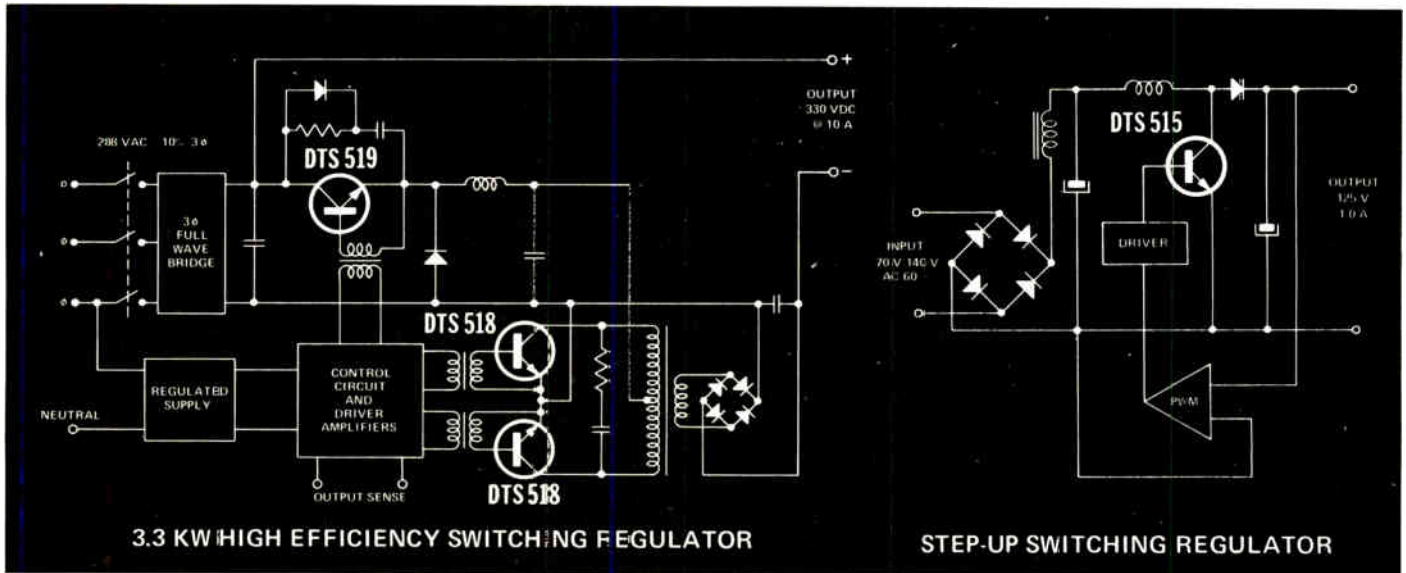 OUTPUT
330 VDC
@ 10 A
+
-
208 VAC 10% 3ø
DTS 519
ø
ø
ø
3ø
FULL
WAVE
BRIDGE
DTS 518
REGULATED
SUPPLY
CONTROL
CIRCUIT
AND
DRIVER
AMPLIFIERS
NEUTRAL
DTS 518
OUTPUT SENSE
3.3 KW HIGH EFFICIENCY SWITCHING REGULATOR
DTS 515
OUTPUT
125 V
1.0 A
DRIVER
INPUT
70 V 140 V
AC 60
PWM
STEP-UP SWITCHING REGULATOR